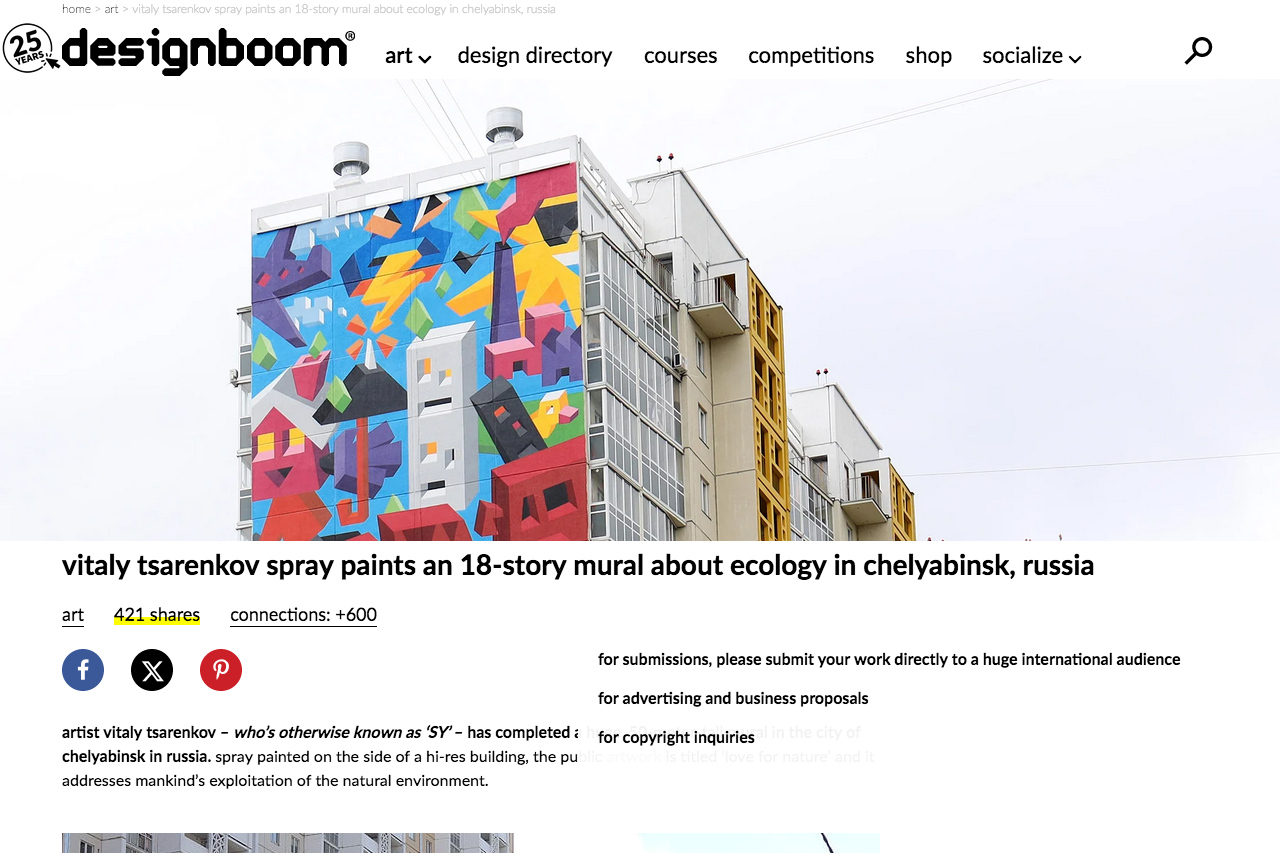 home > art > vitaly tsarenkov spray paints an 18-story mural about ecology in chelyabinsk, russia
25 YEARS designboom®
art design directory courses competitions shop socialize
vitaly tsarenkov spray paints an 18-story mural about ecology in chelyabinsk, russia
art 421 shares connections: +600
for submissions, please submit your work directly to a huge international audience
for advertising and business proposals
for copyright inquiries
artist vitaly tsarenkov – who's otherwise known as 'SY' – has completed a mural in the city of
chelyabinsk in russia. spray painted on the side of a hi-res building, the public artwork is titled 'love for nature' and it
addresses mankind's exploitation of the natural environment.